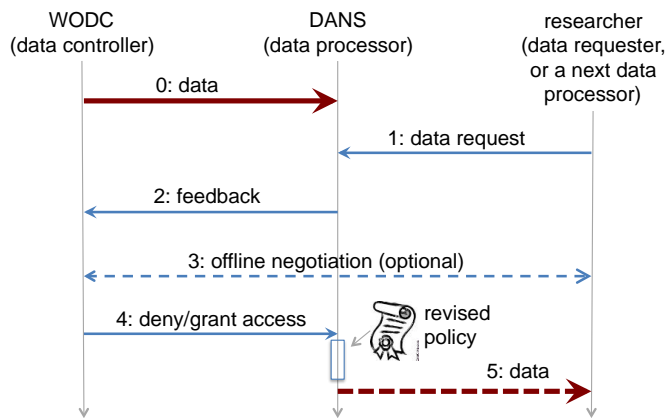 WODC
(data controller)
DANS
(data processor)
researcher
(data requester,
or a next data
processor)
0: data
1: data request
2: feedback
3: offline negotiation (optional)
4: deny/grant access
revised
policy
5: data